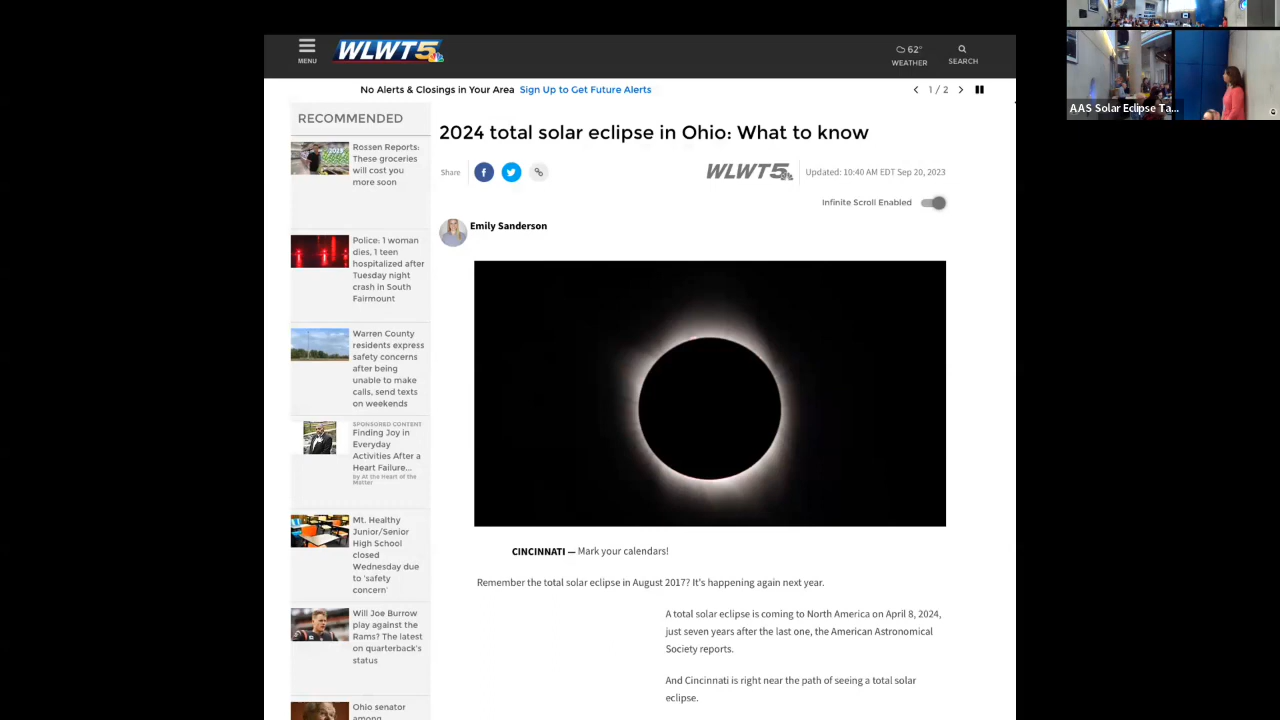 MENU
WLWT5
62°
WEATHER
SEARCH
No Alerts & Closings in Your Area Sign Up to Get Future Alerts
1 / 2
AAS Solar Eclipse Ta...
RECOMMENDED
Rossen Reports:
These groceries
will cost you
more soon
Police: 1 woman
dies, 1 teen
hospitalized after
Tuesday night
crash in South
Fairmount
Warren County
residents express
safety concerns
after being
unable to make
calls, send texts
on weekends
SPONSORED CONTENT
Finding Joy in
Everyday
Activities After a
Heart Failure...
by At the Heart of the
Matter
Mt. Healthy
Junior/Senior
High School
closed
Wednesday due
to 'safety
concern'
Will Joe Burrow
play against the
Rams? The latest
on quarterback's
status
Ohio senator
among
2024 total solar eclipse in Ohio: What to know
Share
WLWT5
Updated: 10:40 AM EDT Sep 20, 2023
Infinite Scroll Enabled
Emily Sanderson
CINCINNATI — Mark your calendars!
Remember the total solar eclipse in August 2017? It's happening again next year.
A total solar eclipse is coming to North America on April 8, 2024,
just seven years after the last one, the American Astronomical
Society reports.
And Cincinnati is right near the path of seeing a total solar
eclipse.